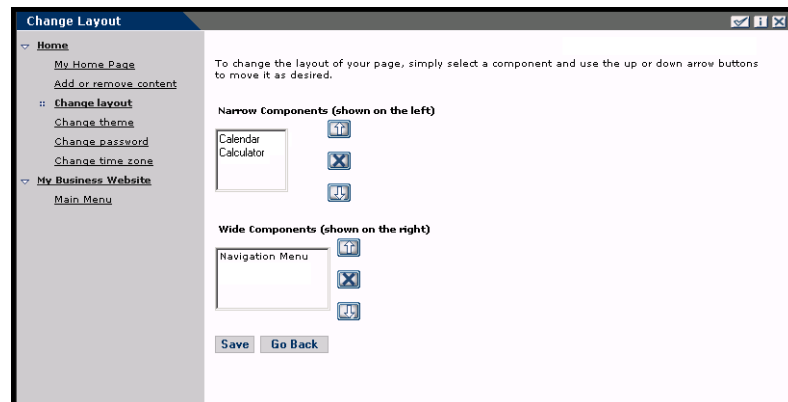 Change Layout
Home
My Home Page
Add or remove content
Change layout
Change theme
Change password
Change time zone
My Business Website
Main Menu
To change the layout of your page, simply select a component and use the up or down arrow buttons
to move it as desired.
Narrow Components (shown on the left)
Calendar
Calculator
Wide Components (shown on the right)
Navigation Menu
Save Go Back